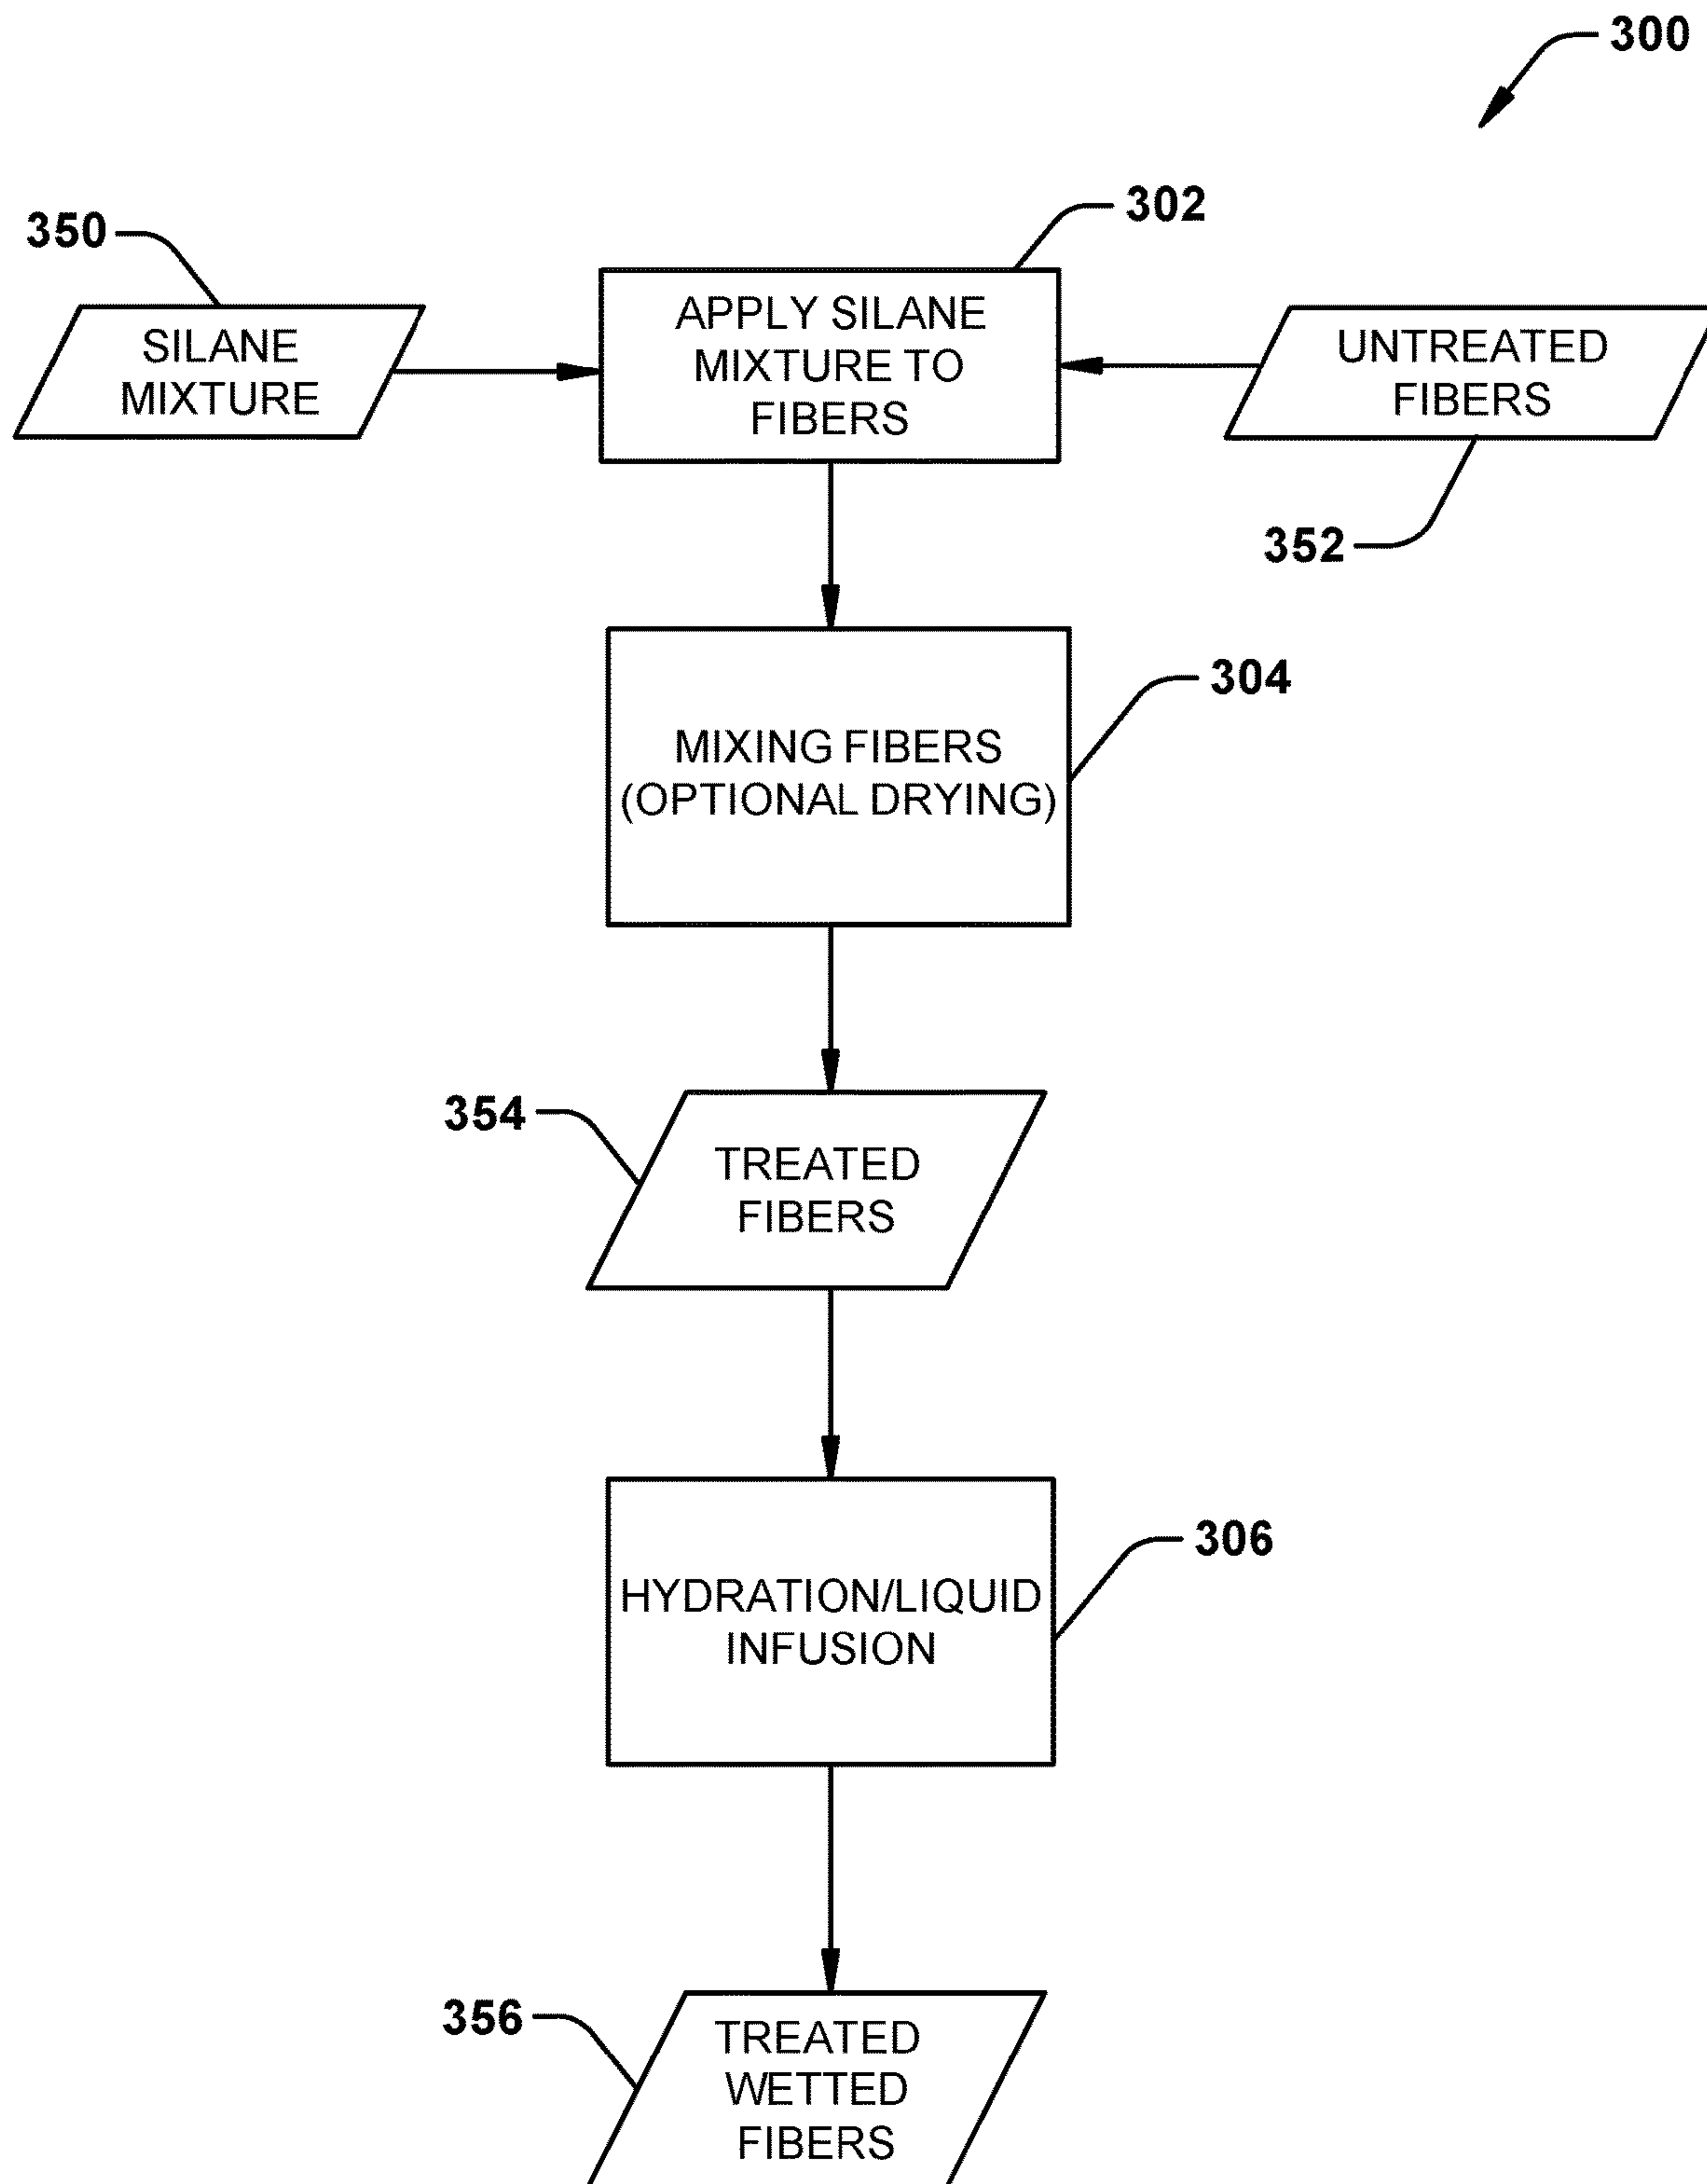 300
302
350
APPLY SILANE
MIXTURE TO
FIBERS
SILANE
MIXTURE
UNTREATED
FIBERS
352
304
MIXING FIBERS
(OPTIONAL DRYING)
354
TREATED
FIBERS
306
HYDRATION/LIQUID
INFUSION
356
TREATED
WETTED
FIBERS